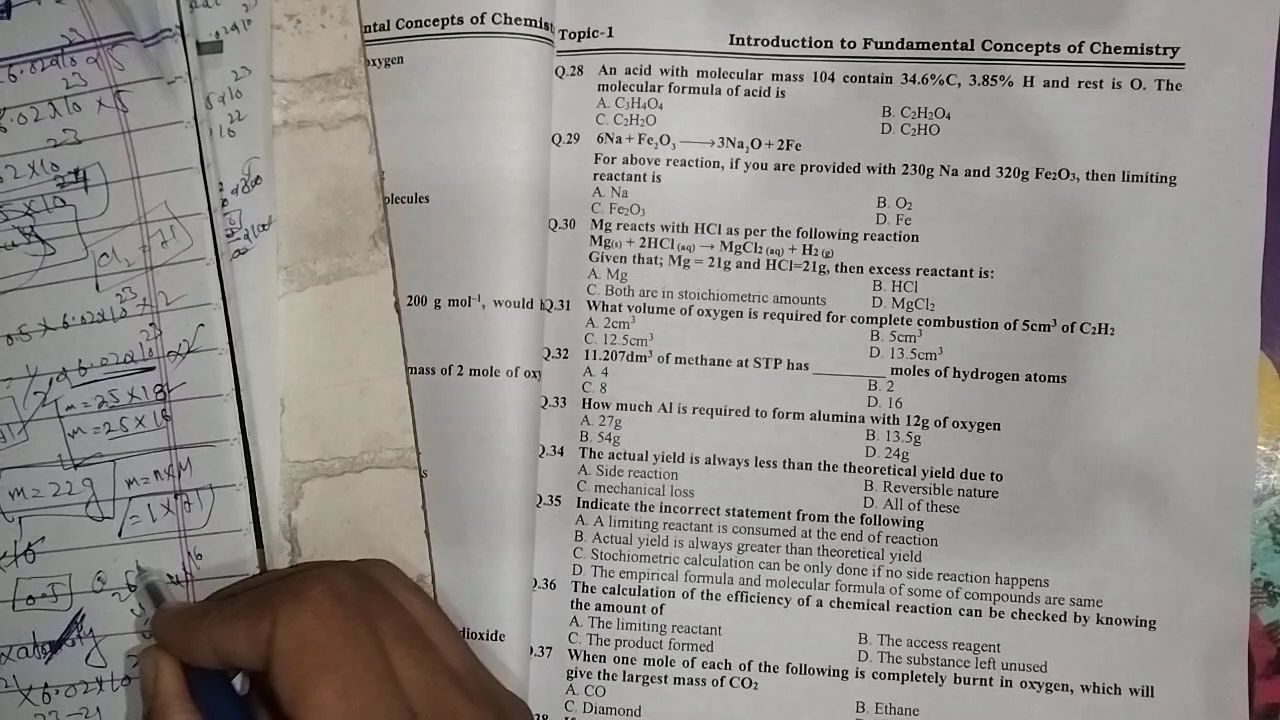 ntal Concepts of Chemist
oxygen
olecules
200 g mol⁻¹, would h
mass of 2 mole of oxy
s
dioxide
Topic-1 Introduction to Fundamental Concepts of Chemistry
Q.28 An acid with molecular mass 104 contain 34.6%C, 3.85% H and rest is O. The
molecular formula of acid is
A. C₃H₄O₄ B. C₂H₂O₄
C. C₂H₂O D. C₂HO
Q.29 6Na + Fe₂O₃ ⟶ 3Na₂O + 2Fe
For above reaction, if you are provided with 230g Na and 320g Fe₂O₃, then limiting
reactant is
A. Na B. O₂
C. Fe₂O₃ D. Fe
Q.30 Mg reacts with HCl as per the following reaction
Mg₍ₛ₎ + 2HCl (aq) → MgCl₂ (aq) + H₂ (g)
Given that; Mg = 21g and HCl=21g, then excess reactant is:
A. Mg B. HCl
C. Both are in stoichiometric amounts D. MgCl₂
Q.31 What volume of oxygen is required for complete combustion of 5cm³ of C₂H₂
A. 2cm³ B. 5cm³
C. 12.5cm³ D. 13.5cm³
Q.32 11.207dm³ of methane at STP has ________ moles of hydrogen atoms
A. 4 B. 2
C. 8 D. 16
Q.33 How much Al is required to form alumina with 12g of oxygen
A. 27g B. 13.5g
B. 54g D. 24g
Q.34 The actual yield is always less than the theoretical yield due to
A. Side reaction B. Reversible nature
C. mechanical loss D. All of these
Q.35 Indicate the incorrect statement from the following
A. A limiting reactant is consumed at the end of reaction
B. Actual yield is always greater than theoretical yield
C. Stochiometric calculation can be only done if no side reaction happens
D. The empirical formula and molecular formula of some of compounds are same
Q.36 The calculation of the efficiency of a chemical reaction can be checked by knowing
the amount of
A. The limiting reactant B. The access reagent
C. The product formed D. The substance left unused
.37 When one mole of each of the following is completely burnt in oxygen, which will
give the largest mass of CO₂
A. CO B. Ethane
C. Diamond
m = 25 × 18
m = 25 × 18
m = 22g
m = n × M
= 1 × 71